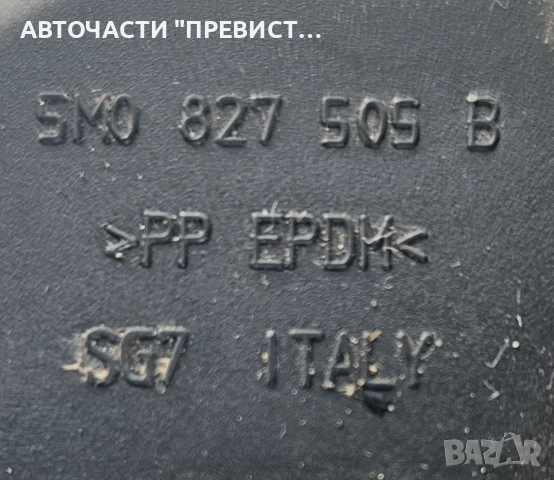 АВТОЧАСТИ "ПРЕВИСТ...
5M0 827 505 B
>PP EPDM<
SG7 ITALY
BAZAR